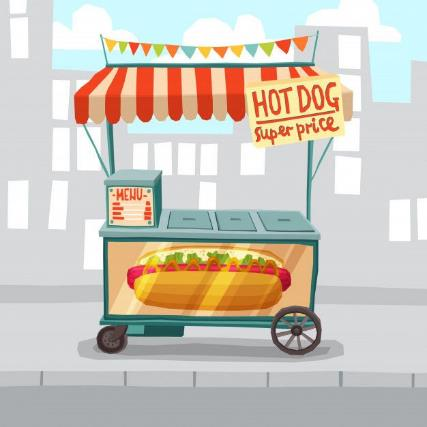 HOT DOG
super price
-MENU-